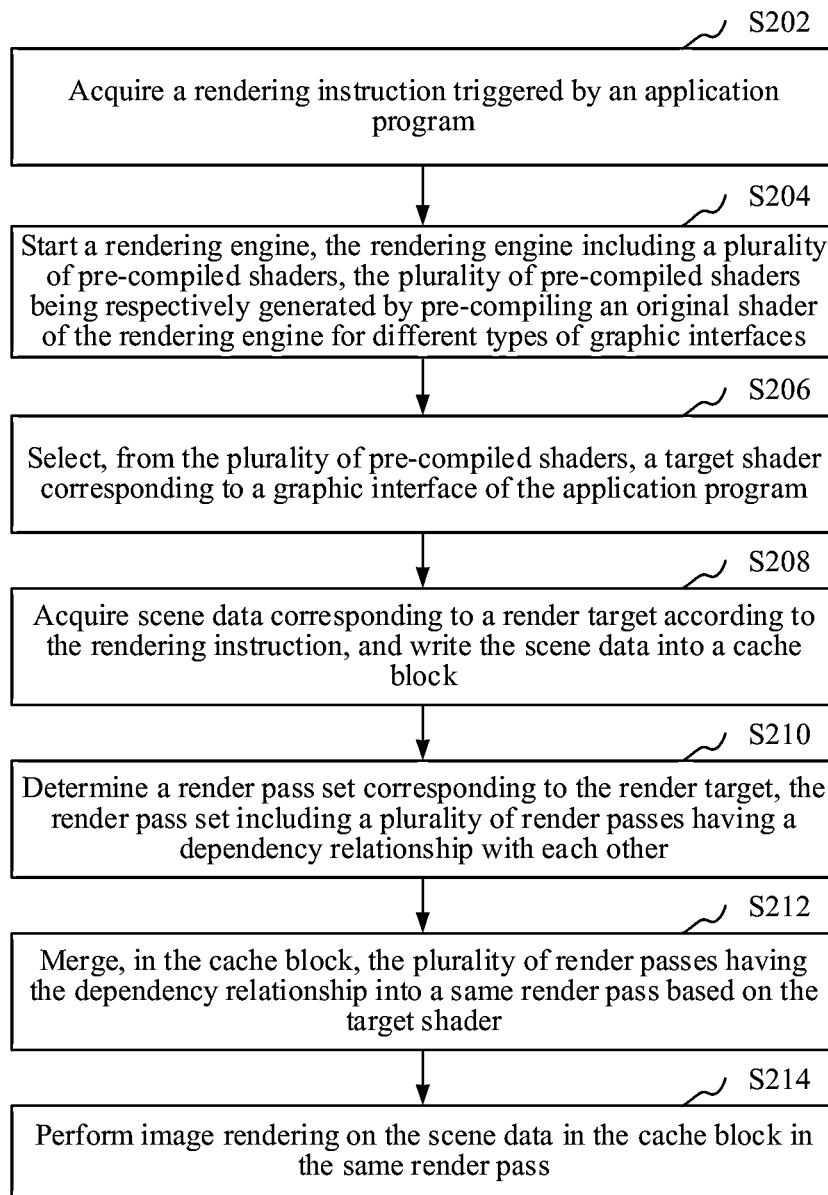 S202
Acquire a rendering instruction triggered by an application
program
S204
Start a rendering engine, the rendering engine including a plurality
of pre-compiled shaders, the plurality of pre-compiled shaders
being respectively generated by pre-compiling an original shader
of the rendering engine for different types of graphic interfaces
S206
Select, from the plurality of pre-compiled shaders, a target shader
corresponding to a graphic interface of the application program
S208
Acquire scene data corresponding to a render target according to
the rendering instruction, and write the scene data into a cache
block
S210
Determine a render pass set corresponding to the render target, the
render pass set including a plurality of render passes having a
dependency relationship with each other
S212
Merge, in the cache block, the plurality of render passes having
the dependency relationship into a same render pass based on the
target shader
S214
Perform image rendering on the scene data in the cache block in
the same render pass